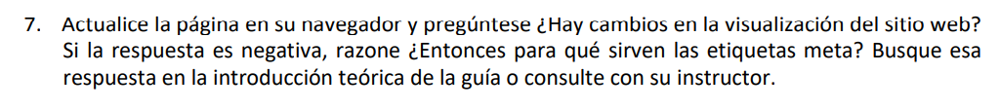 7. Actualice la página en su navegador y pregúntese ¿Hay cambios en la visualización del sitio web?
Si la respuesta es negativa, razone ¿Entonces para qué sirven las etiquetas meta? Busque esa
respuesta en la introducción teórica de la guía o consulte con su instructor.